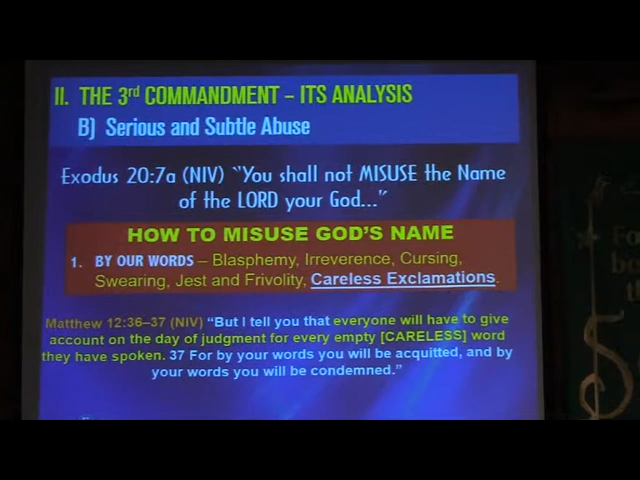 II. THE 3rd COMMANDMENT – ITS ANALYSIS
B) Serious and Subtle Abuse
Exodus 20:7a (NIV) “You shall not MISUSE the Name
of the LORD your God...”
HOW TO MISUSE GOD'S NAME
1. BY OUR WORDS – Blasphemy, Irreverence, Cursing,
Swearing, Jest and Frivolity, Careless Exclamations.
Matthew 12:36–37 (NIV) “But I tell you that everyone will have to give
account on the day of judgment for every empty [CARELESS] word
they have spoken. 37 For by your words you will be acquitted, and by
your words you will be condemned.”